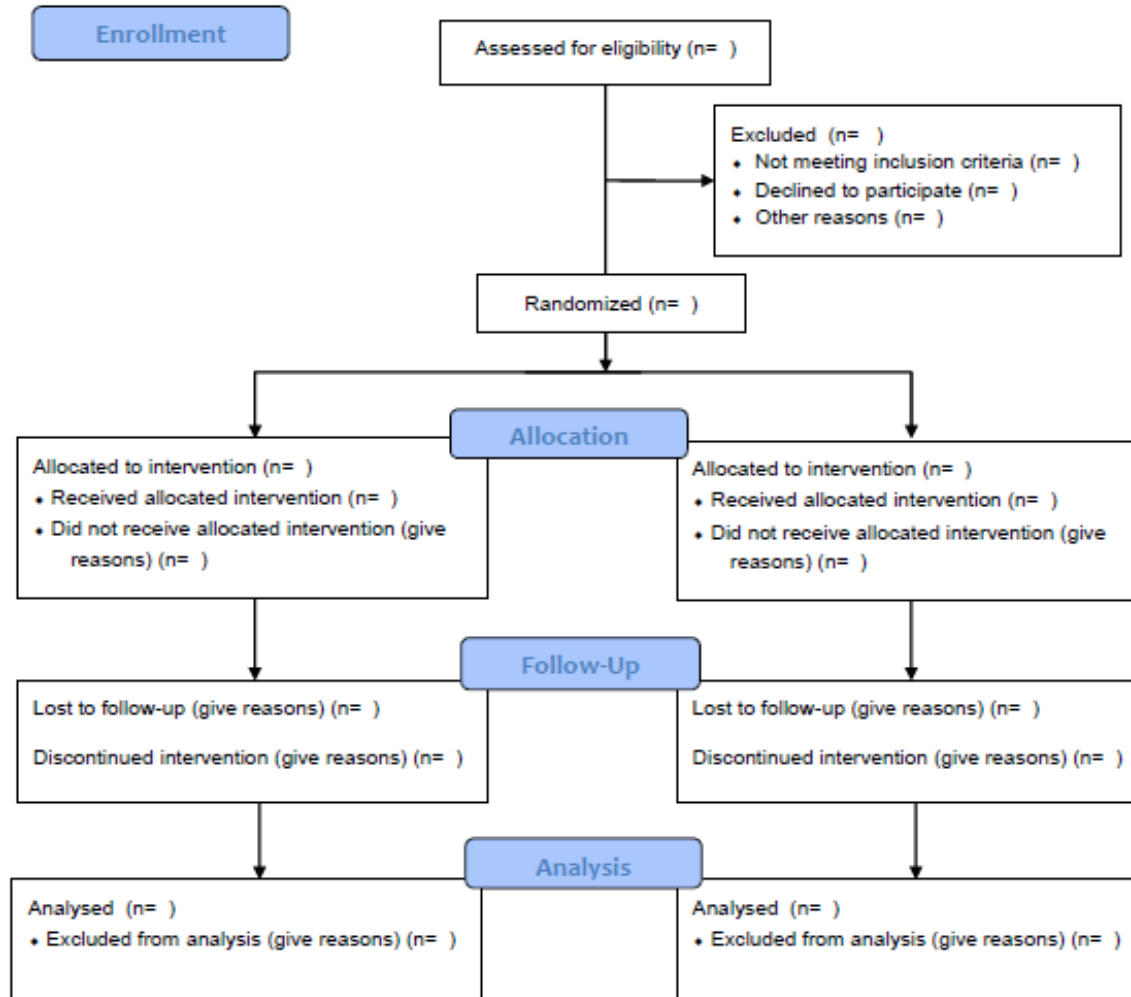 Enrollment
Assessed for eligibility (n=  )
Excluded  (n=   )
• Not meeting inclusion criteria (n=  )
• Declined to participate (n=  )
• Other reasons (n=  )
Randomized (n=  )
Allocation
Allocated to intervention (n=  )
• Received allocated intervention (n=  )
• Did not receive allocated intervention (give
reasons) (n=  )
Allocated to intervention (n=  )
• Received allocated intervention (n=  )
• Did not receive allocated intervention (give
reasons) (n=  )
Follow-Up
Lost to follow-up (give reasons) (n=  )
Discontinued intervention (give reasons) (n=  )
Lost to follow-up (give reasons) (n=  )
Discontinued intervention (give reasons) (n=  )
Analysis
Analysed  (n=  )
• Excluded from analysis (give reasons) (n=  )
Analysed  (n=  )
• Excluded from analysis (give reasons) (n=  )